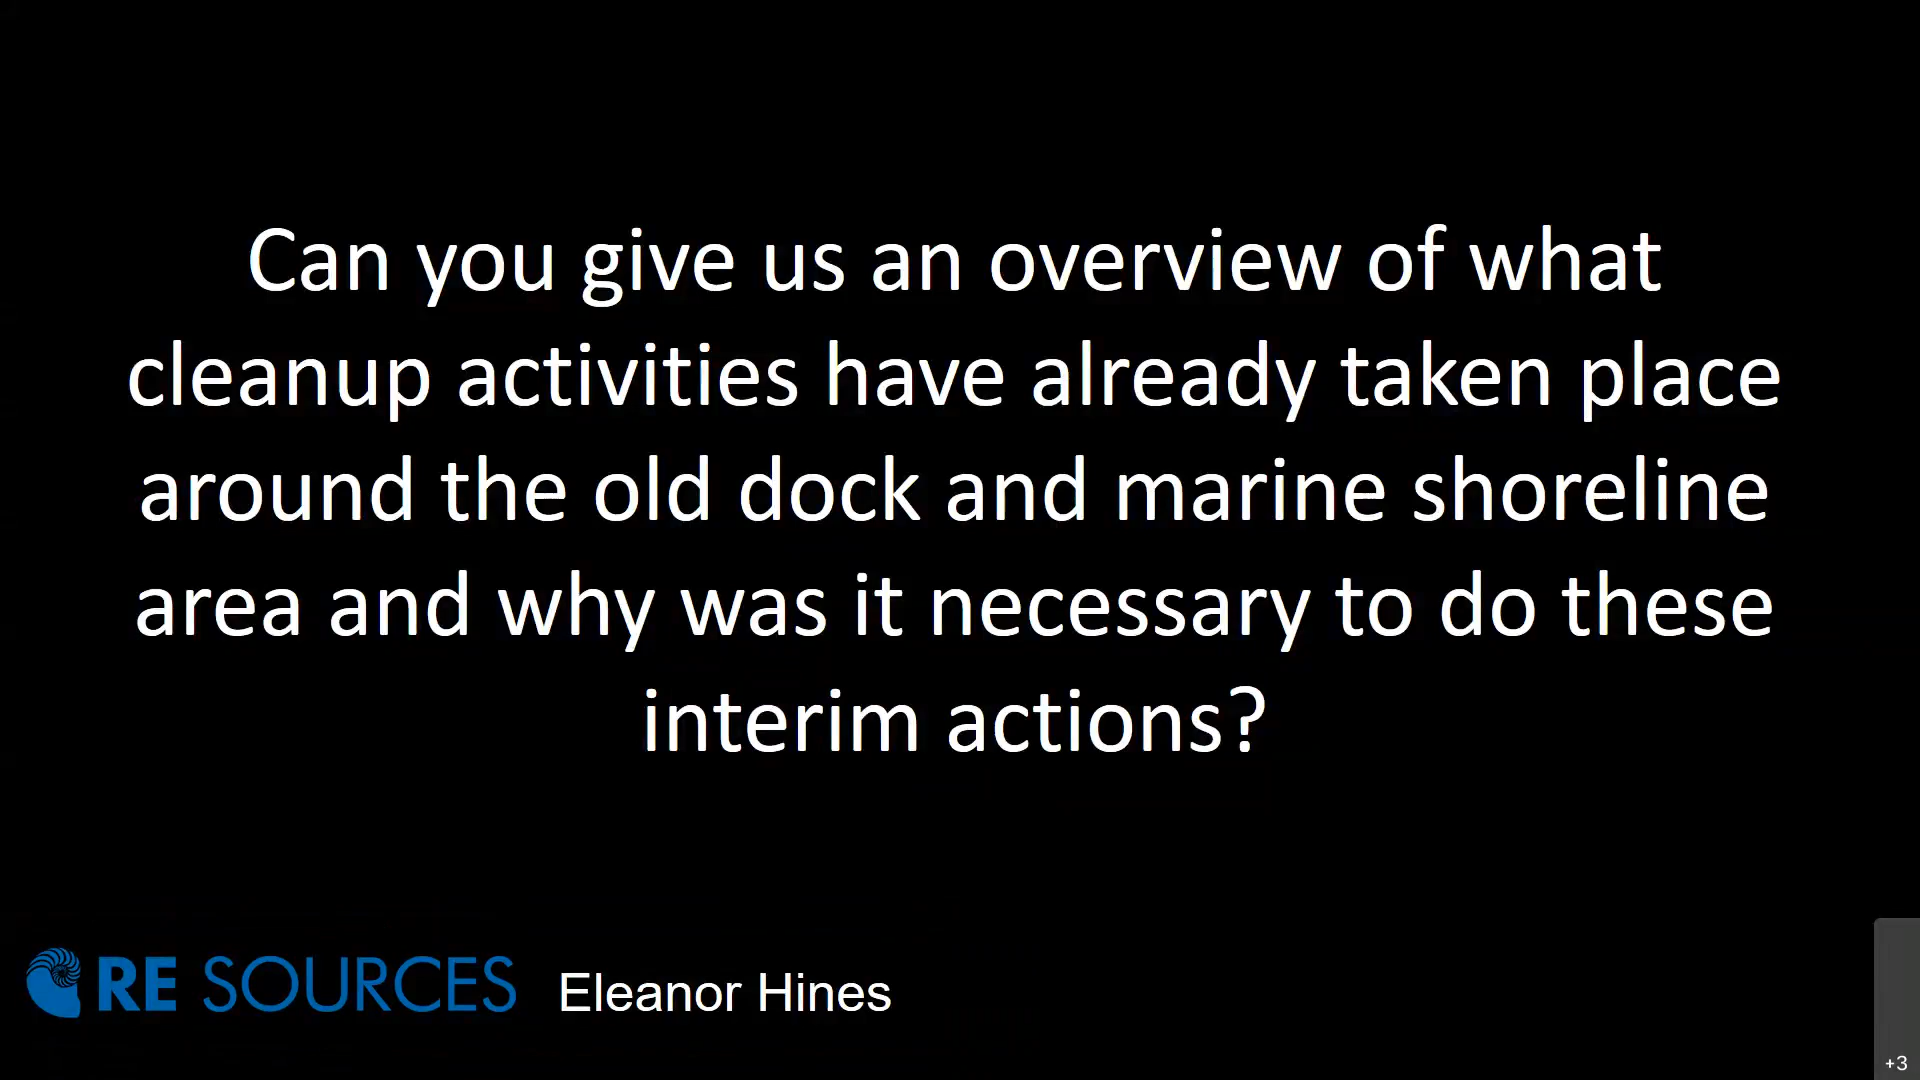 Can you give us an overview of what
cleanup activities have already taken place
around the old dock and marine shoreline
area and why was it necessary to do these
interim actions?
RE SOURCES
Eleanor Hines
+3